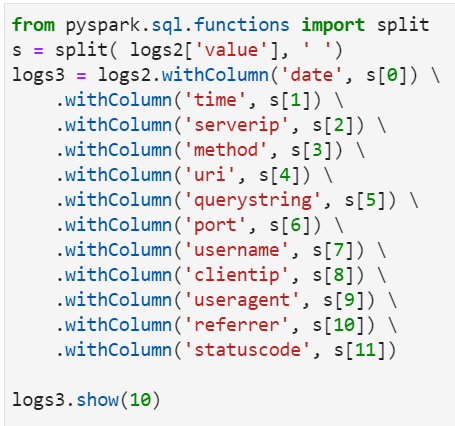 from pyspark.sql.functions import split
s = split( logs2['value'], ' ')
logs3 = logs2.withColumn('date', s[0]) \
    .withColumn('time', s[1]) \
    .withColumn('serverip', s[2]) \
    .withColumn('method', s[3]) \
    .withColumn('uri', s[4]) \
    .withColumn('querystring', s[5]) \
    .withColumn('port', s[6]) \
    .withColumn('username', s[7]) \
    .withColumn('clientip', s[8]) \
    .withColumn('useragent', s[9]) \
    .withColumn('referrer', s[10]) \
    .withColumn('statuscode', s[11])

logs3.show(10)